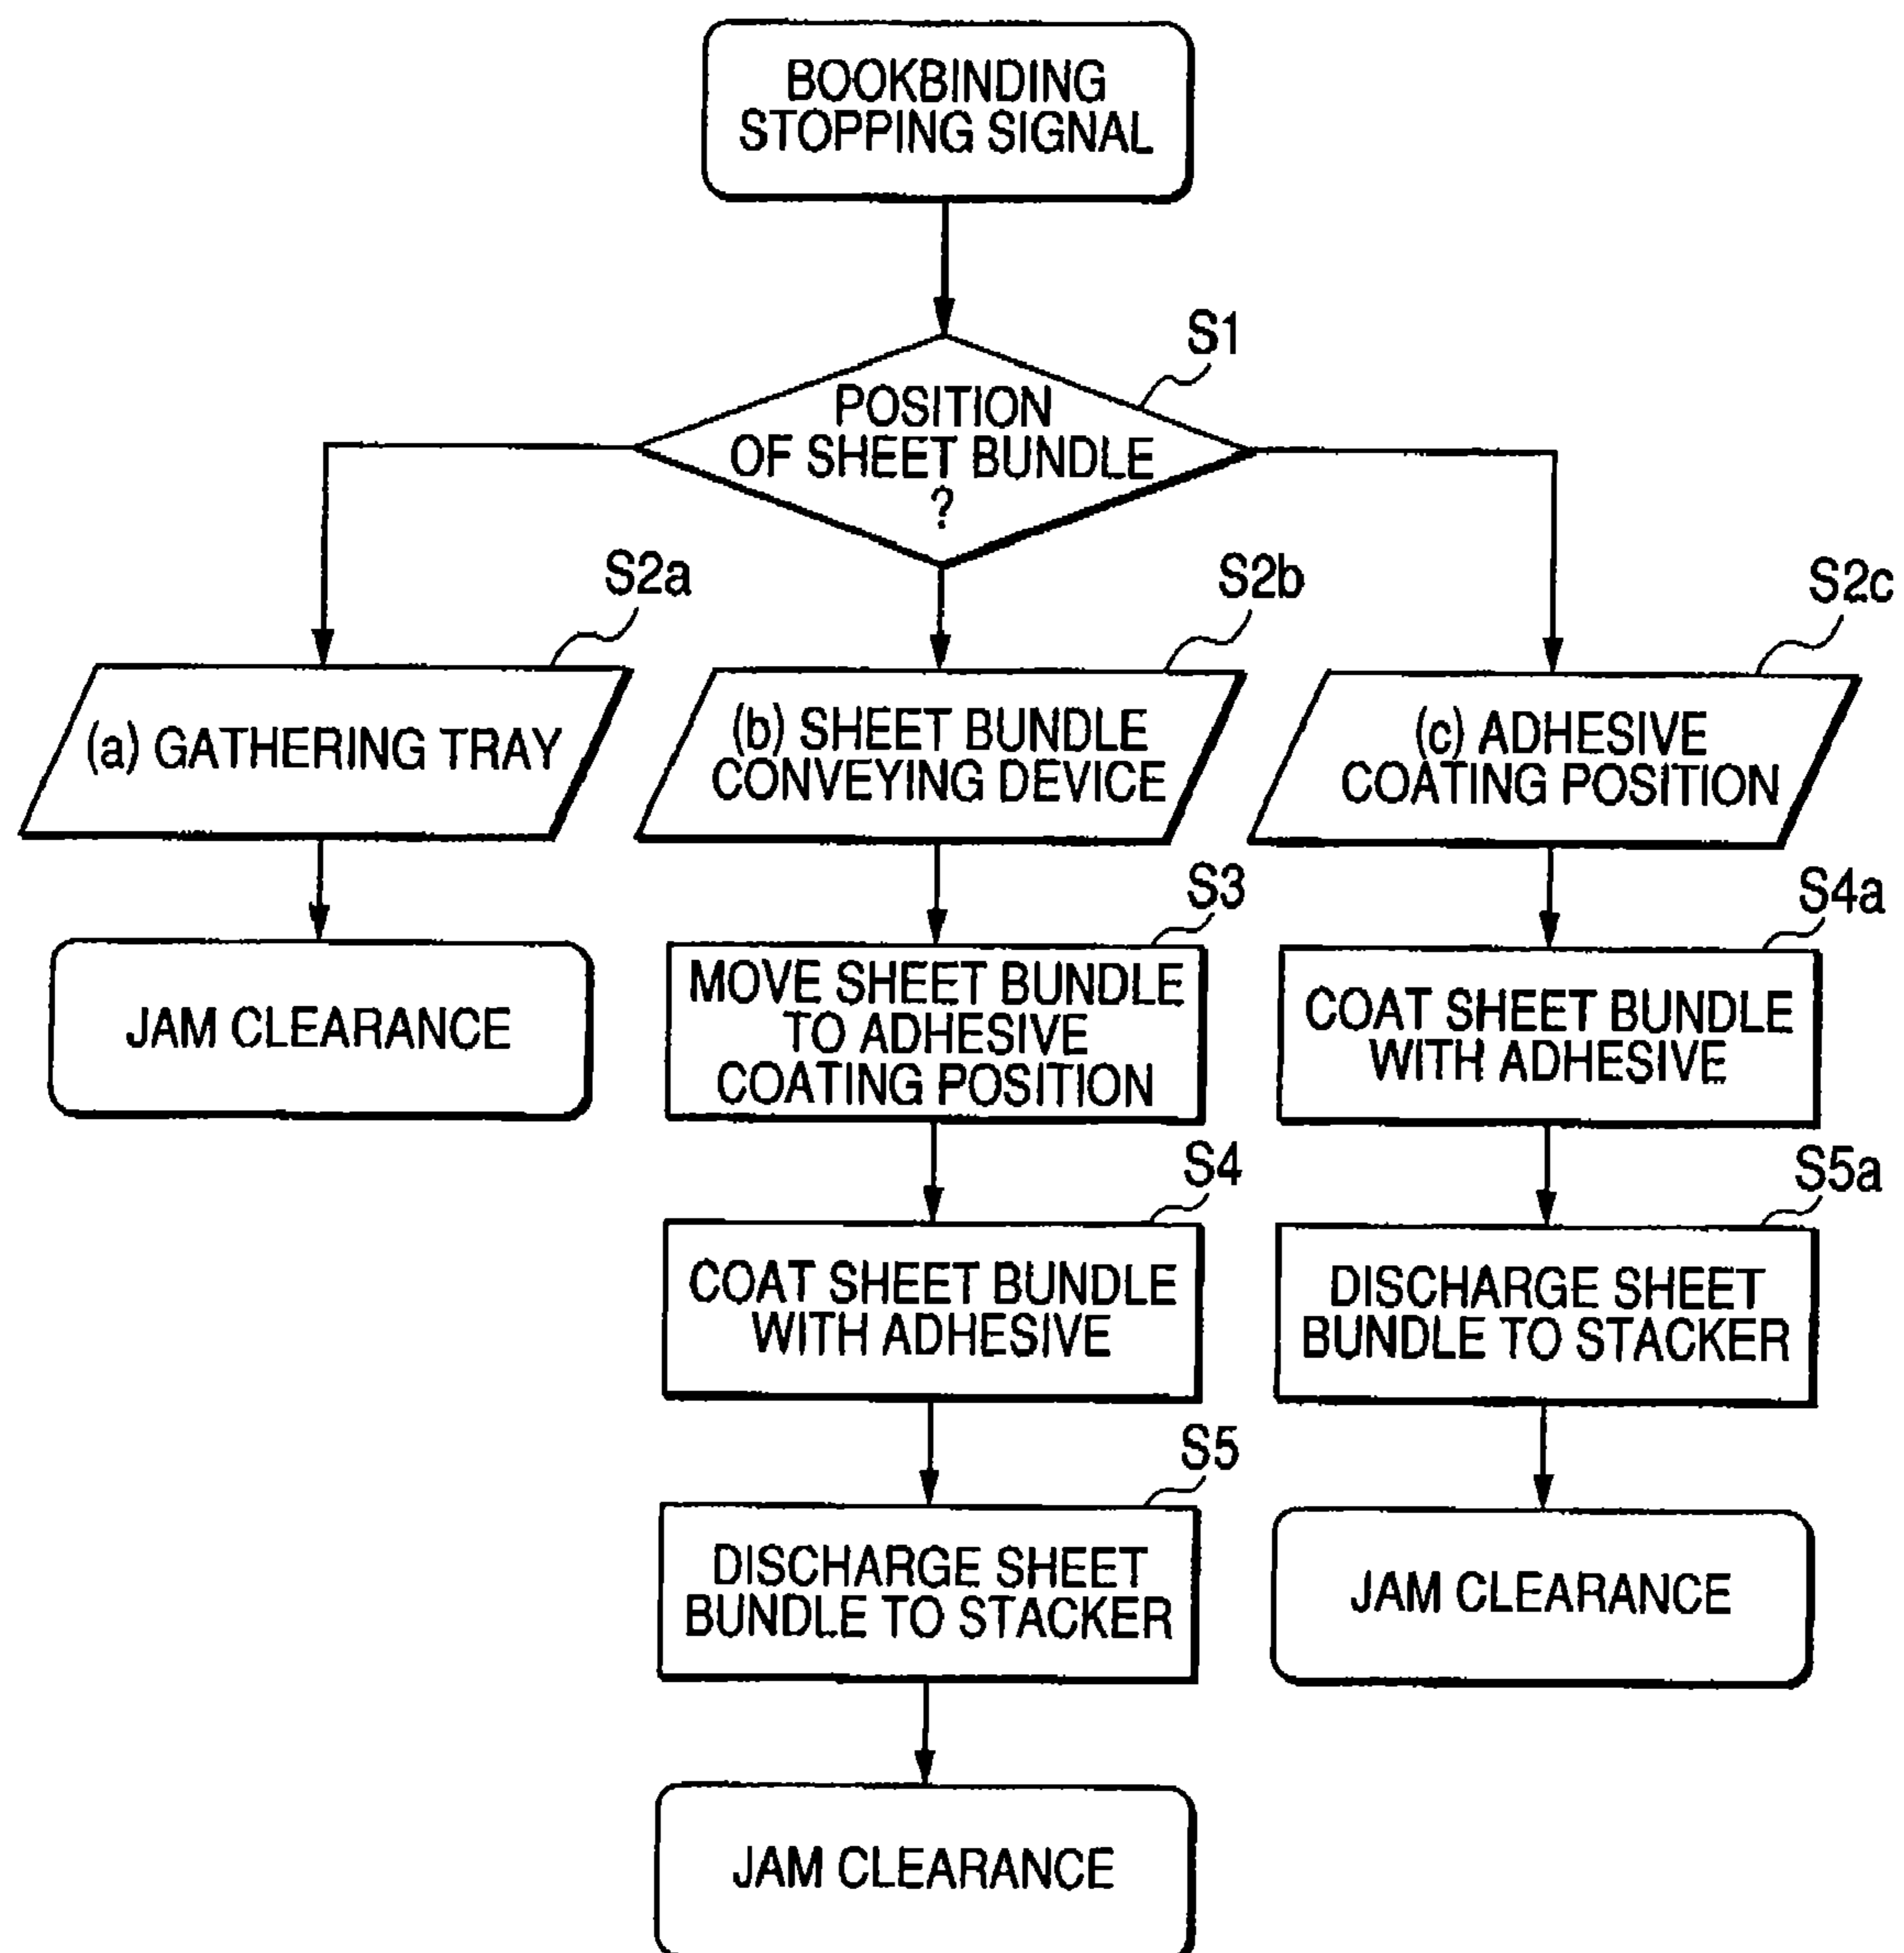 BOOKBINDING
STOPPING SIGNAL
S1
POSITION
OF SHEET BUNDLE
?
S2a
S2b
S2c
(a) GATHERING TRAY
(b) SHEET BUNDLE
CONVEYING DEVICE
(c) ADHESIVE
COATING POSITION
JAM CLEARANCE
S3
MOVE SHEET BUNDLE
TO ADHESIVE
COATING POSITION
S4a
COAT SHEET BUNDLE
WITH ADHESIVE
S4
COAT SHEET BUNDLE
WITH ADHESIVE
S5a
DISCHARGE SHEET
BUNDLE TO STACKER
S5
DISCHARGE SHEET
BUNDLE TO STACKER
JAM CLEARANCE
JAM CLEARANCE